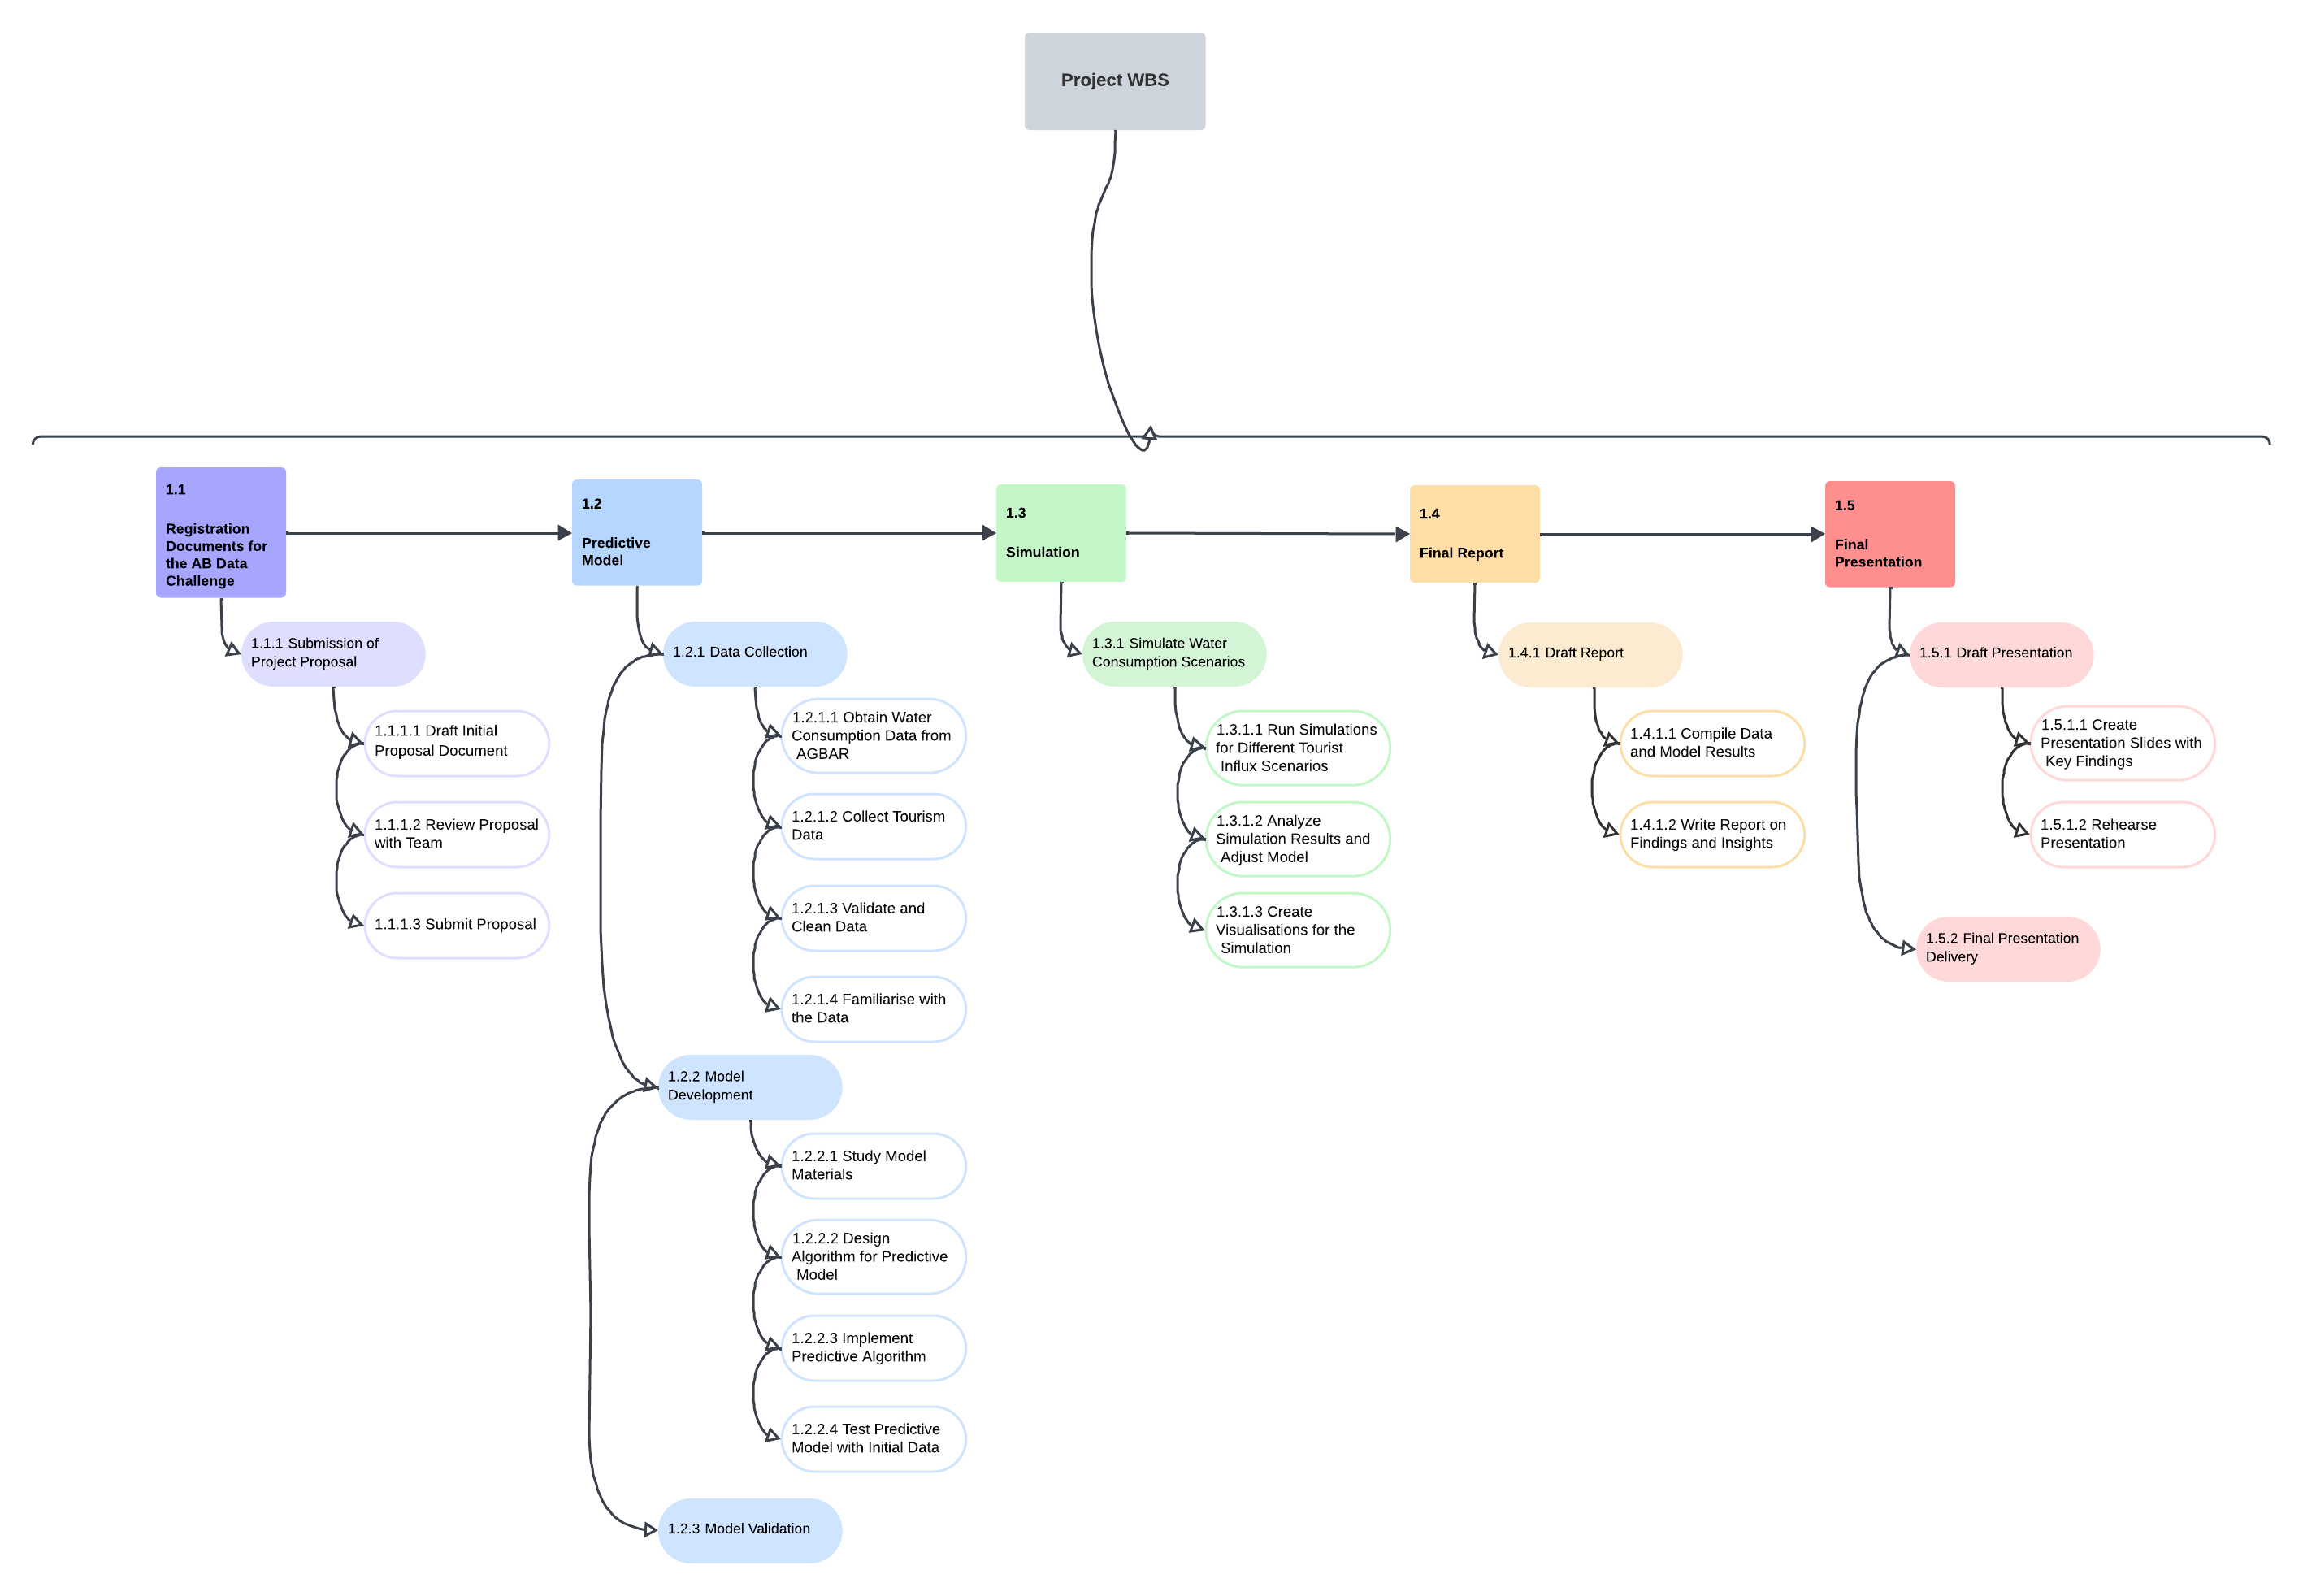 Project WBS
1.1
Registration
Documents for
the AB Data
Challenge
1.1.1 Submission of
Project Proposal
1.1.1.1 Draft Initial
Proposal Document
1.1.1.2 Review Proposal
with Team
1.1.1.3 Submit Proposal
1.2
Predictive
Model
1.2.1 Data Collection
1.2.1.1 Obtain Water
Consumption Data from
AGBAR
1.2.1.2 Collect Tourism
Data
1.2.1.3 Validate and
Clean Data
1.2.1.4 Familiarise with
the Data
1.2.2 Model
Development
1.2.2.1 Study Model
Materials
1.2.2.2 Design
Algorithm for Predictive
Model
1.2.2.3 Implement
Predictive Algorithm
1.2.2.4 Test Predictive
Model with Initial Data
1.2.3 Model Validation
1.3
Simulation
1.3.1 Simulate Water
Consumption Scenarios
1.3.1.1 Run Simulations
for Different Tourist
Influx Scenarios
1.3.1.2 Analyze
Simulation Results and
Adjust Model
1.3.1.3 Create
Visualisations for the
Simulation
1.4
Final Report
1.4.1 Draft Report
1.4.1.1 Compile Data
and Model Results
1.4.1.2 Write Report on
Findings and Insights
1.5
Final
Presentation
1.5.1 Draft Presentation
1.5.1.1 Create
Presentation Slides with
Key Findings
1.5.1.2 Rehearse
Presentation
1.5.2 Final Presentation
Delivery